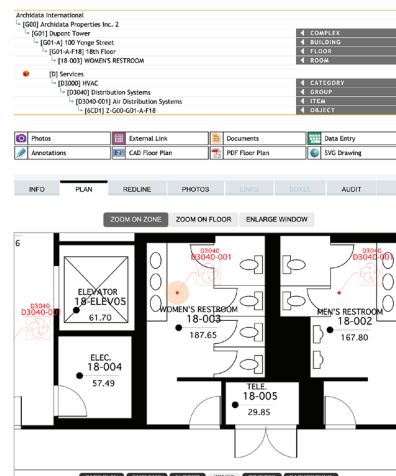 Archidata International
[G00] Archidata Properties Inc. 2
[G01] Dupont Tower
COMPLEX
[G01-A] 100 Yonge Street
BUILDING
[G01-A-F18] 18th Floor
FLOOR
[18-003] WOMEN'S RESTROOM
ROOM
[D] Services
[D3000] HVAC
CATEGORY
[D3040] Distribution Systems
GROUP
[D3040-001] Air Distribution Systems
ITEM
[6CD1] Z-G00-G01-A-F18
OBJECT
Photos
External Link
Documents
Data Entry
Annotations
CAD Floor Plan
PDF Floor Plan
SVG Drawing
INFO
PLAN
REDLINE
PHOTOS
LINKS
AUDIT
ZOOM ON ZONE
ZOOM ON FLOOR
ENLARGE WINDOW
6
D3040
D3040-001
D3040
D3040-001
ELEVATOR
18-ELEV05
61.70
D3040
D3040-00
WOMEN'S RESTROOM
18-003
187.65
MEN'S RESTROOM
18-002
167.80
ELEC.
18-004
57.49
TELE.
18-005
29.85